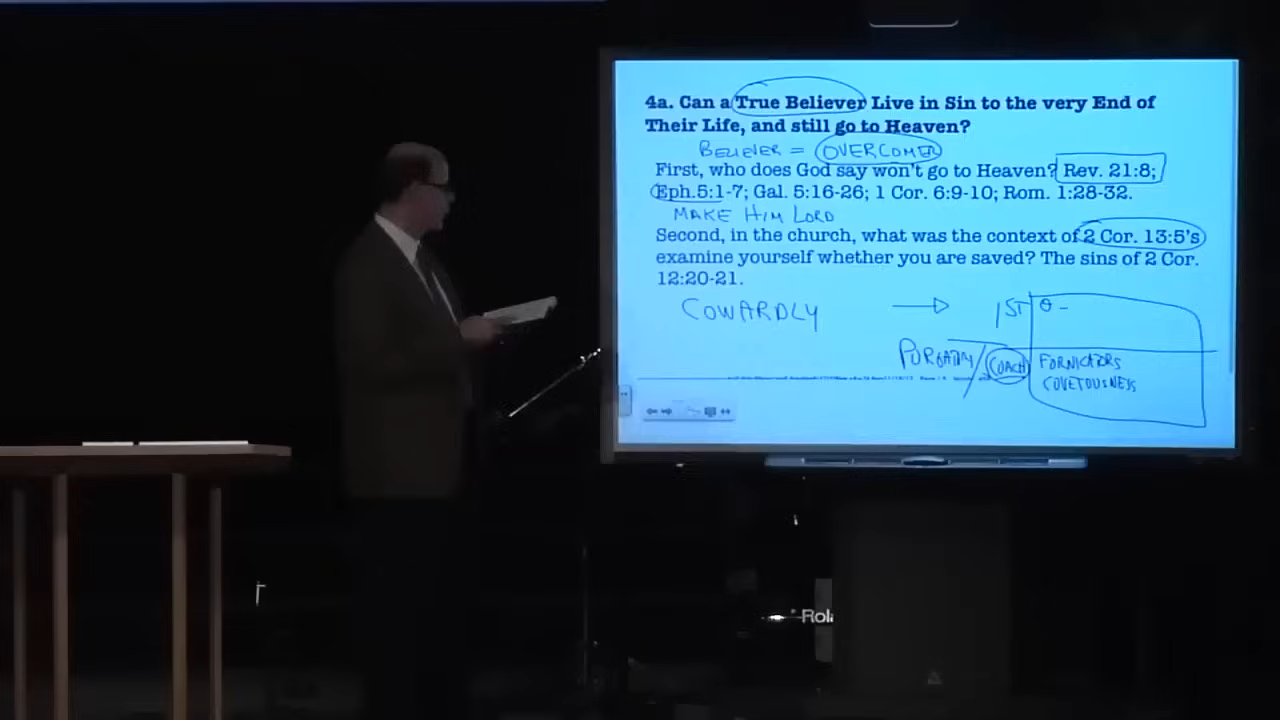 4a. Can a True Believer Live in Sin to the very End of
Their Life, and still go to Heaven?
BELIEVER = OVERCOMER
First, who does God say won't go to Heaven? Rev. 21:8;
Eph.5:1-7; Gal. 5:16-26; 1 Cor. 6:9-10; Rom. 1:28-32.
MAKE HIM LORD
Second, in the church, what was the context of 2 Cor. 13:5's
examine yourself whether you are saved? The sins of 2 Cor.
12:20-21.
COWARDLY
1ST
COACH
FORNICATORS
COVETOUSNESS
Rola